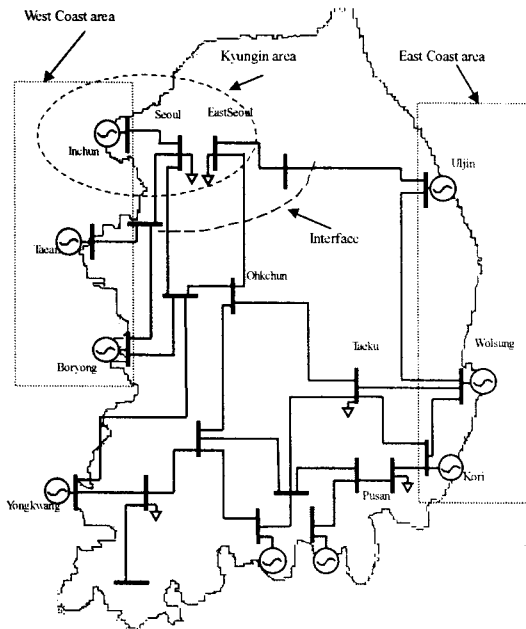 West Coast area
Kyungin area
East Coast area
Seoul
EastSeoul
Inchun
Uljin
Interface
Taean
Ohkchun
Taeku
Wolsung
Boryong
Yongkwang
Pusan
Kori